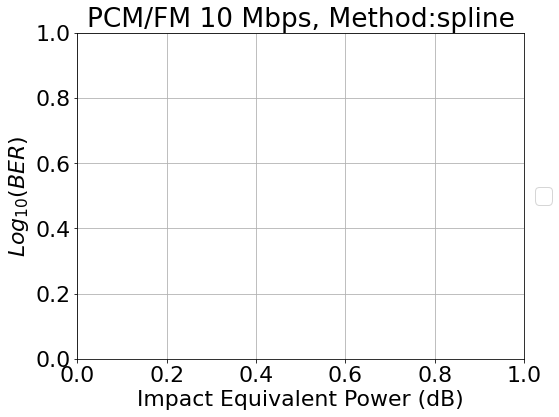 PCM/FM 10 Mbps, Method:spline
Log10(BER)
1.0
0.8
0.6
0.4
0.2
0.0
0.0 0.2 0.4 0.6 0.8 1.0
Impact Equivalent Power (dB)